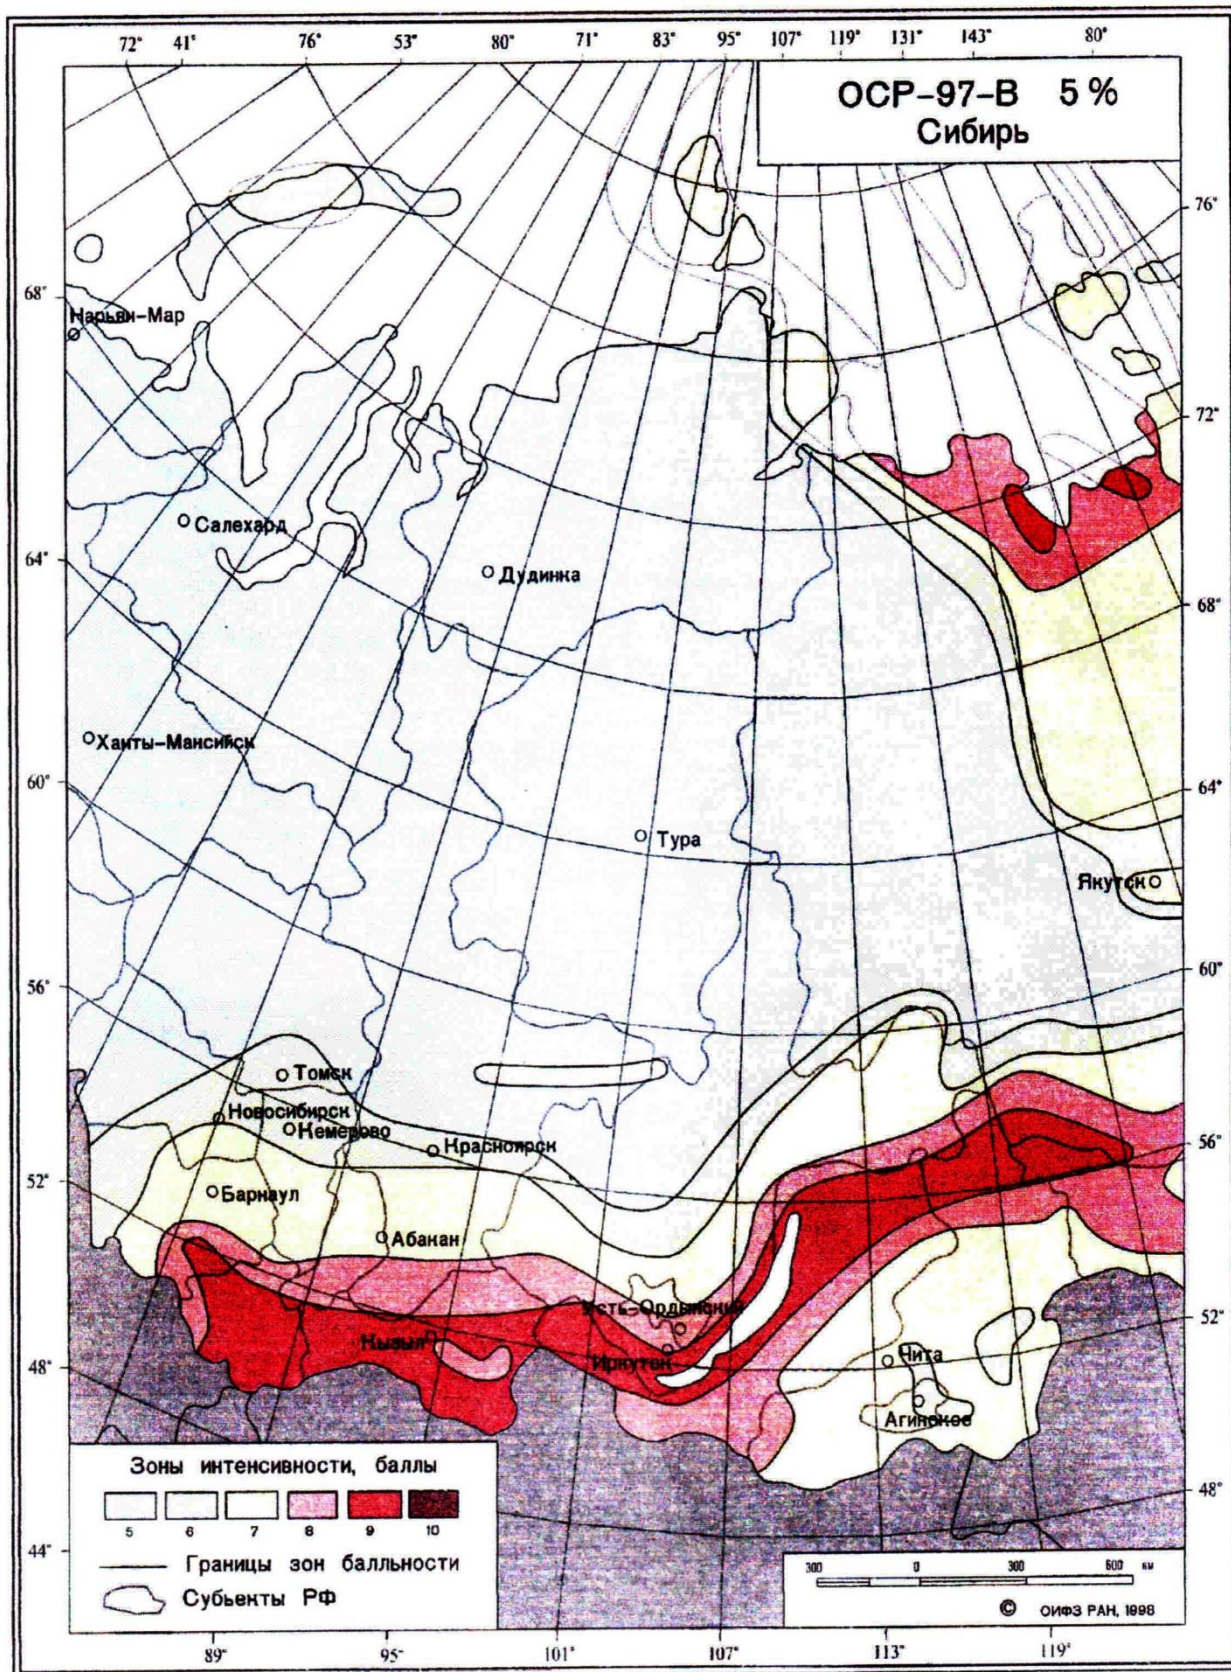 72° 41° 76° 53° 80° 71° 83° 95° 107° 119° 131° 143° 80°
ОСР-97-В 5 %
Сибирь
76°
68°
Нарьян-Мар
72°
Салехард
64°
Дудинка
68°
Ханты-Мансийск
60°
64°
Тура
Якутск
60°
56°
Томск
Новосибирск
Кемерово
Красноярск
56°
52°
Барнаул
Абакан
Усть-Ордынский
52°
Кызыл
Иркутск
Чита
48°
Агинское
Зоны интенсивности, баллы
5 6 7 8 9 10
48°
44°
Границы зон балльности
Субьекты РФ
300 0 300 600 км
© ОИФЗ РАН, 1998
89° 95° 101° 107° 113° 119°